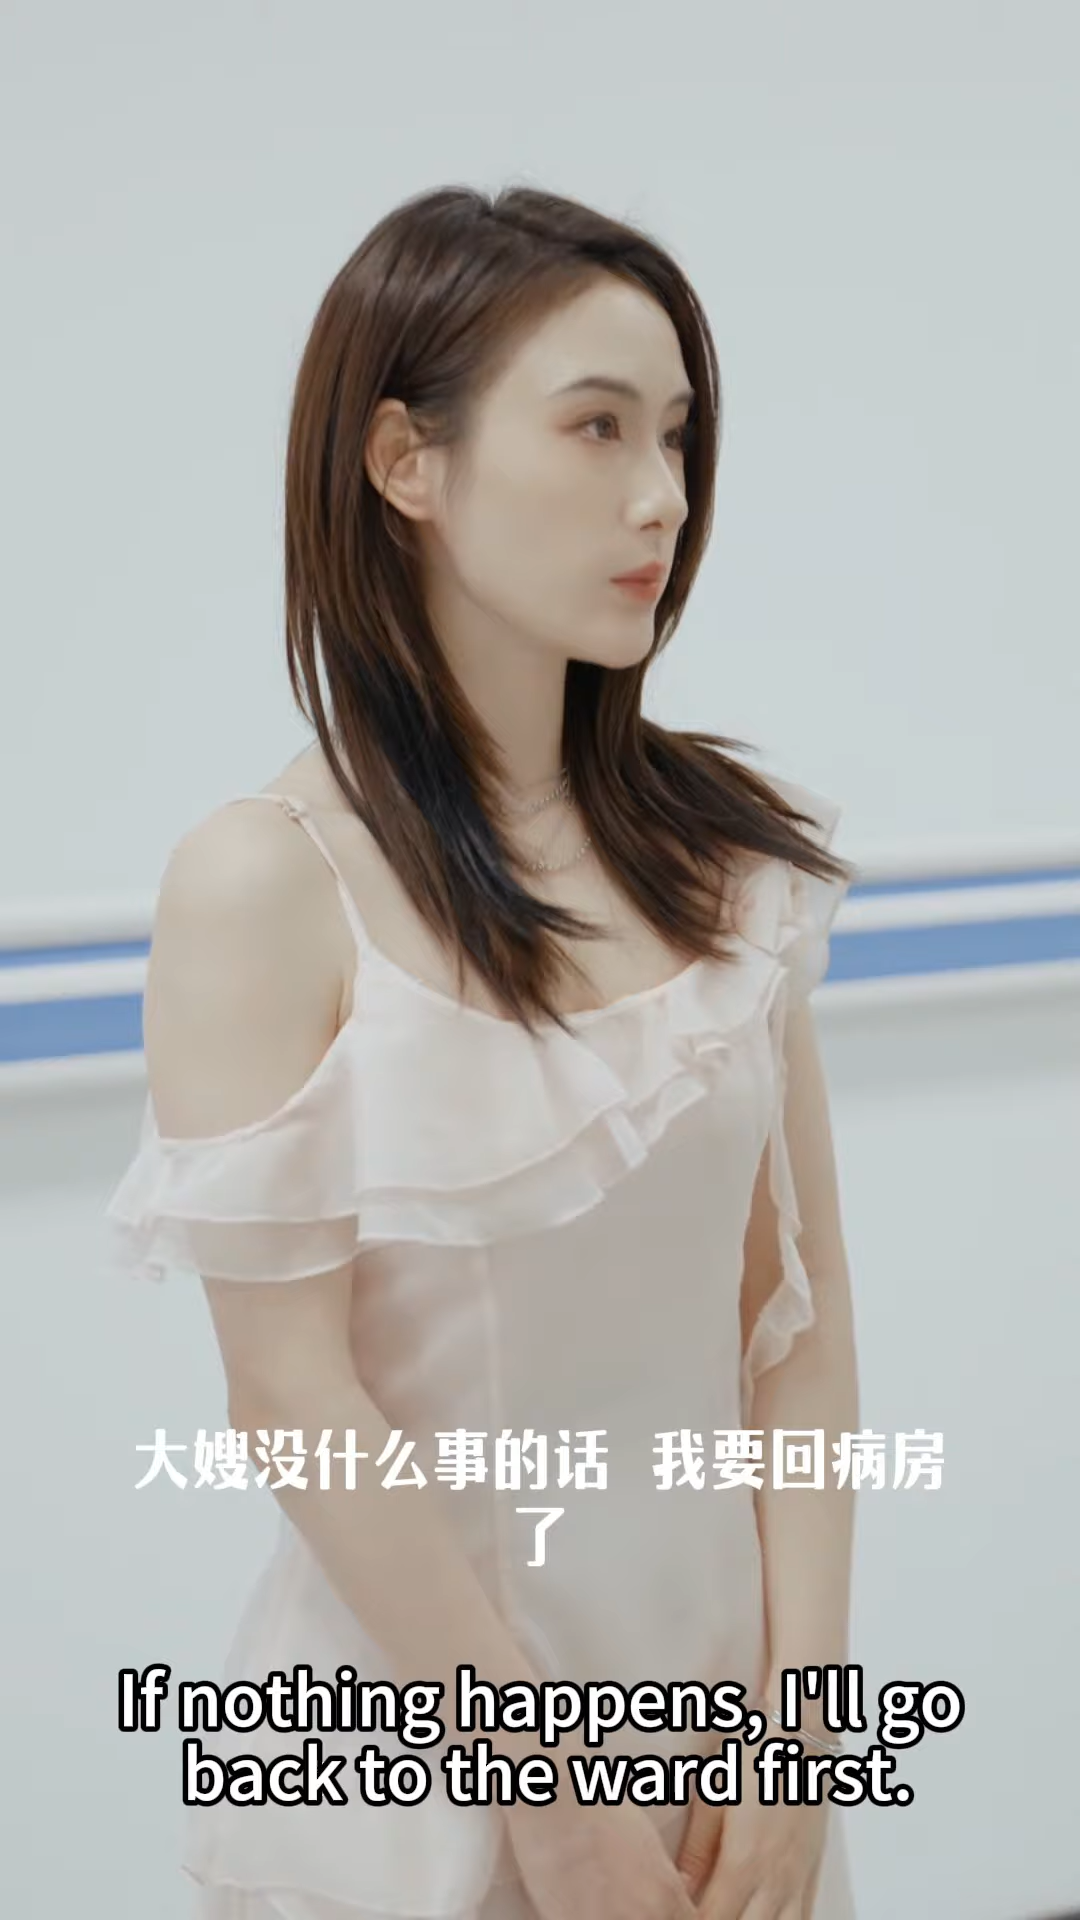 大嫂没什么事的话 我要回病房
了
If nothing happens, I'll go
back to the ward first.